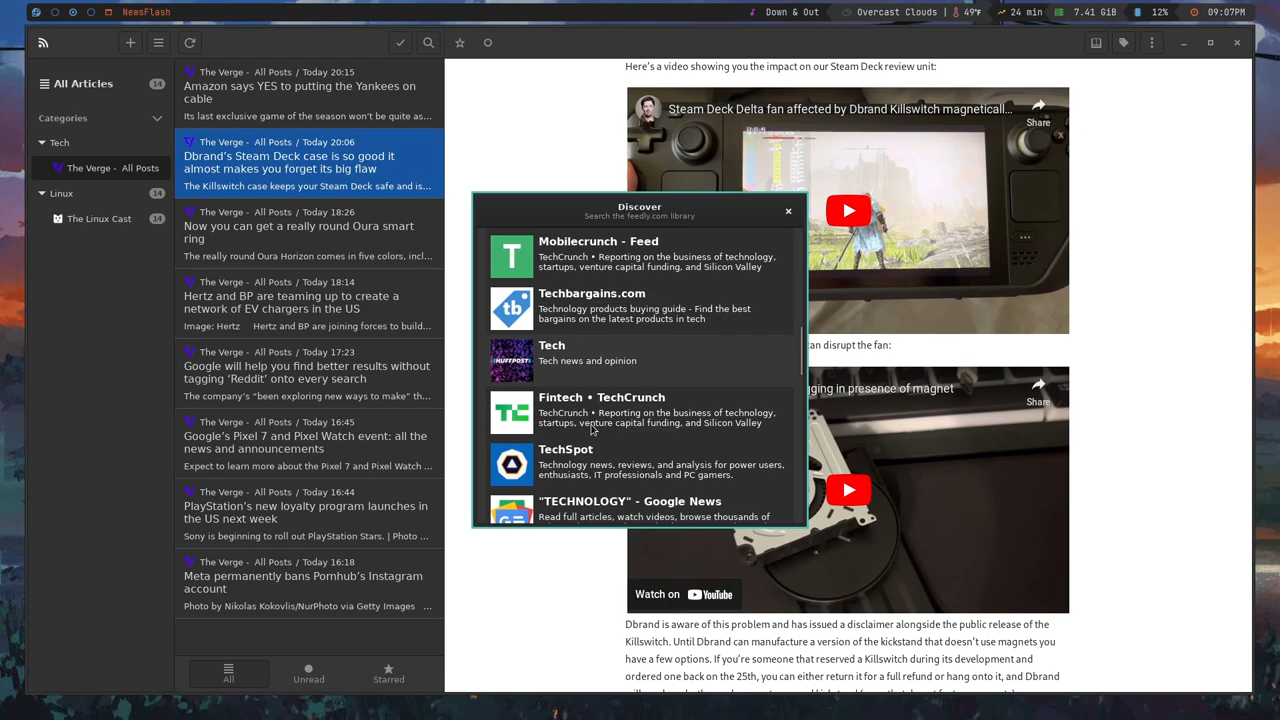 NewsFlash
Down & Out
Overcast Clouds
49°F
24 min
7.41 GiB
12%
09:07PM
All Articles 14
Categories
Tech
The Verge - All Posts
Linux 14
The Linux Cast 14
The Verge - All Posts / Today 20:15
Amazon says YES to putting the Yankees on
cable
Its last exclusive game of the season won't be quite as...
The Verge - All Posts / Today 20:06
Dbrand's Steam Deck case is so good it
almost makes you forget its big flaw
The Killswitch case keeps your Steam Deck safe and is...
The Verge - All Posts / Today 18:26
Now you can get a really round Oura smart
ring
The really round Oura Horizon comes in five colors, incl...
The Verge - All Posts / Today 18:14
Hertz and BP are teaming up to create a
network of EV chargers in the US
Image: Hertz Hertz and BP are joining forces to build...
The Verge - All Posts / Today 17:23
Google will help you find better results without
tagging ‘Reddit’ onto every search
The company's “been exploring new ways to make” th...
The Verge - All Posts / Today 16:45
Google's Pixel 7 and Pixel Watch event: all the
news and announcements
Expect to learn more about the Pixel 7 and Pixel Watch ...
The Verge - All Posts / Today 16:44
PlayStation's new loyalty program launches in
the US next week
Sony is beginning to roll out PlayStation Stars. | Photo ...
The Verge - All Posts / Today 16:18
Meta permanently bans Pornhub's Instagram
account
Photo by Nikolas Kokovlis/NurPhoto via Getty Images ...
All
Unread
Starred
Here's a video showing you the impact on our Steam Deck review unit:
Steam Deck Delta fan affected by Dbrand Killswitch magneticall...
Share
Discover
Search the feedly.com library
T
Mobilecrunch - Feed
TechCrunch • Reporting on the business of technology,
startups, venture capital funding, and Silicon Valley
tb
Techbargains.com
Technology products buying guide - Find the best
bargains on the latest products in tech
HUFFPOST
Tech
Tech news and opinion
TC
Fintech • TechCrunch
TechCrunch • Reporting on the business of technology,
startups, venture capital funding, and Silicon Valley
TechSpot
Technology news, reviews, and analysis for power users,
enthusiasts, IT professionals and PC gamers.
"TECHNOLOGY" - Google News
Read full articles, watch videos, browse thousands of
can disrupt the fan:
in presence of magnet
Share
Watch on YouTube
Dbrand is aware of this problem and has issued a disclaimer alongside the public release of the
Killswitch. Until Dbrand can manufacture a version of the kickstand that doesn't use magnets you
have a few options. If you're someone that reserved a Killswitch during its development and
ordered one back on the 25th, you can either return it for a full refund or hang onto it, and Dbrand